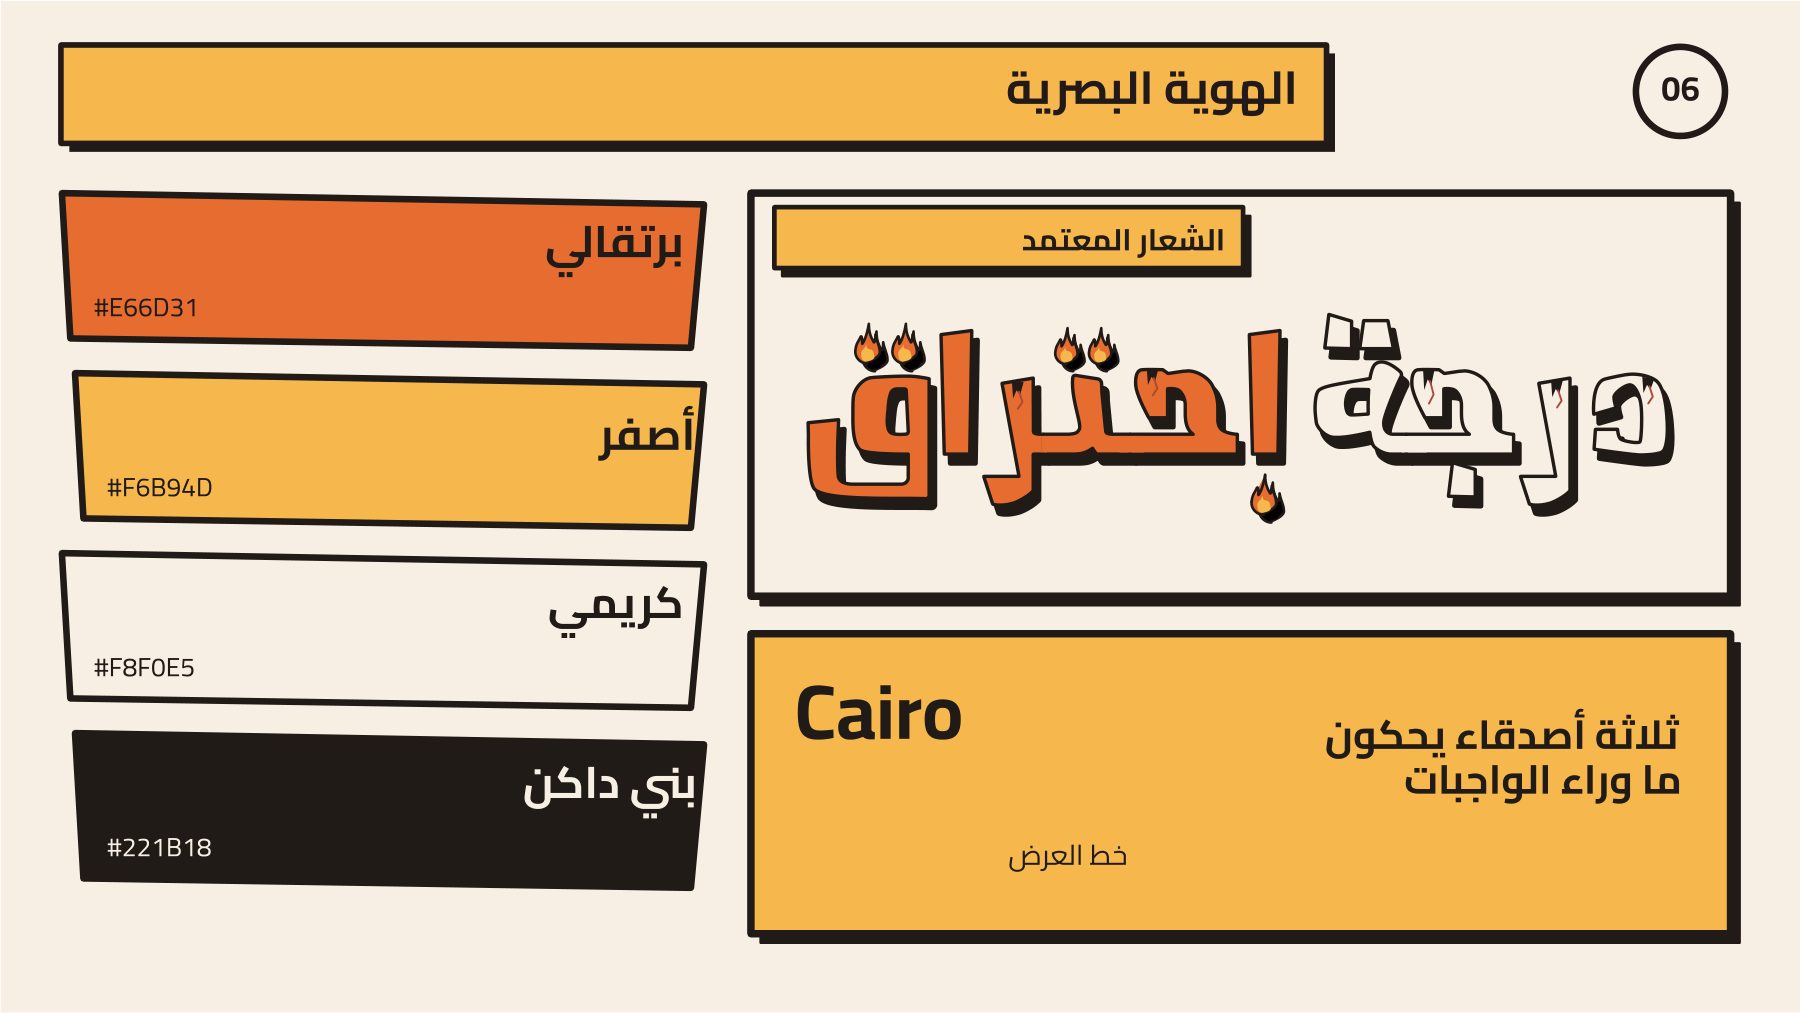 06
الهوية البصرية
الشعار المعتمد
درجة احتراق
ثلاثة أصدقاء يحكون
ما وراء الواجبات
Cairo
خط العرض
برتقالي
#E66D31
أصفر
#F6B94D
كريمي
#F8F0E5
بني داكن
#221B18